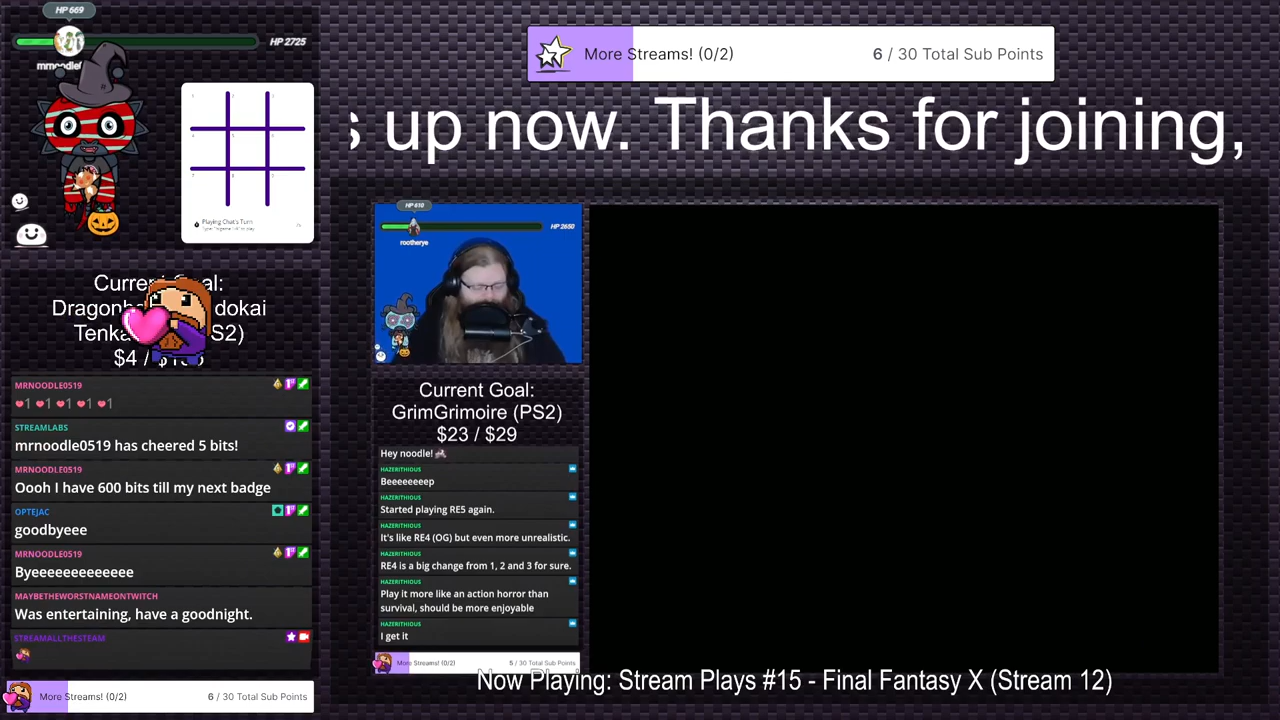 HP 669
HP 2725
mmoodlef
Playing Chat's Turn
Current Goal:
Tenka
$4 /
MRNOODLE0519
1 1 1 1 1
STREAMLABS
mrnoodle0519 has cheered 5 bits!
MRNOODLE0519
Oooh I have 600 bits till my next badge
OPTEJAC
goodbyeee
MRNOODLE0519
Byeeeeeeeeeeeee
MAYBETHEWORSTNAMEONTWITCH
Was entertaining, have a goodnight.
STREAMALLTHESTEAM
More Streams! (0/2) 6 / 30 Total Sub Points
More Streams! (0/2) 6 / 30 Total Sub Points
s up now. Thanks for joining,
HP 610
HP 2650
rootherye
Current Goal:
GrimGrimoire (PS2)
$23 / $29
Hey noodle!
HAZERITHIOUS
Beeeeeeeep
HAZERITHIOUS
Started playing RE5 again.
HAZERITHIOUS
It's like RE4 (OG) but even more unrealistic.
HAZERITHIOUS
RE4 is a big change from 1, 2 and 3 for sure.
HAZERITHIOUS
Play it more like an action horror than
survival, should be more enjoyable
HAZERITHIOUS
I get it
More Streams! (0/2) 5 / 30 Total Sub Points
Now Playing: Stream Plays #15 - Final Fantasy X (Stream 12)